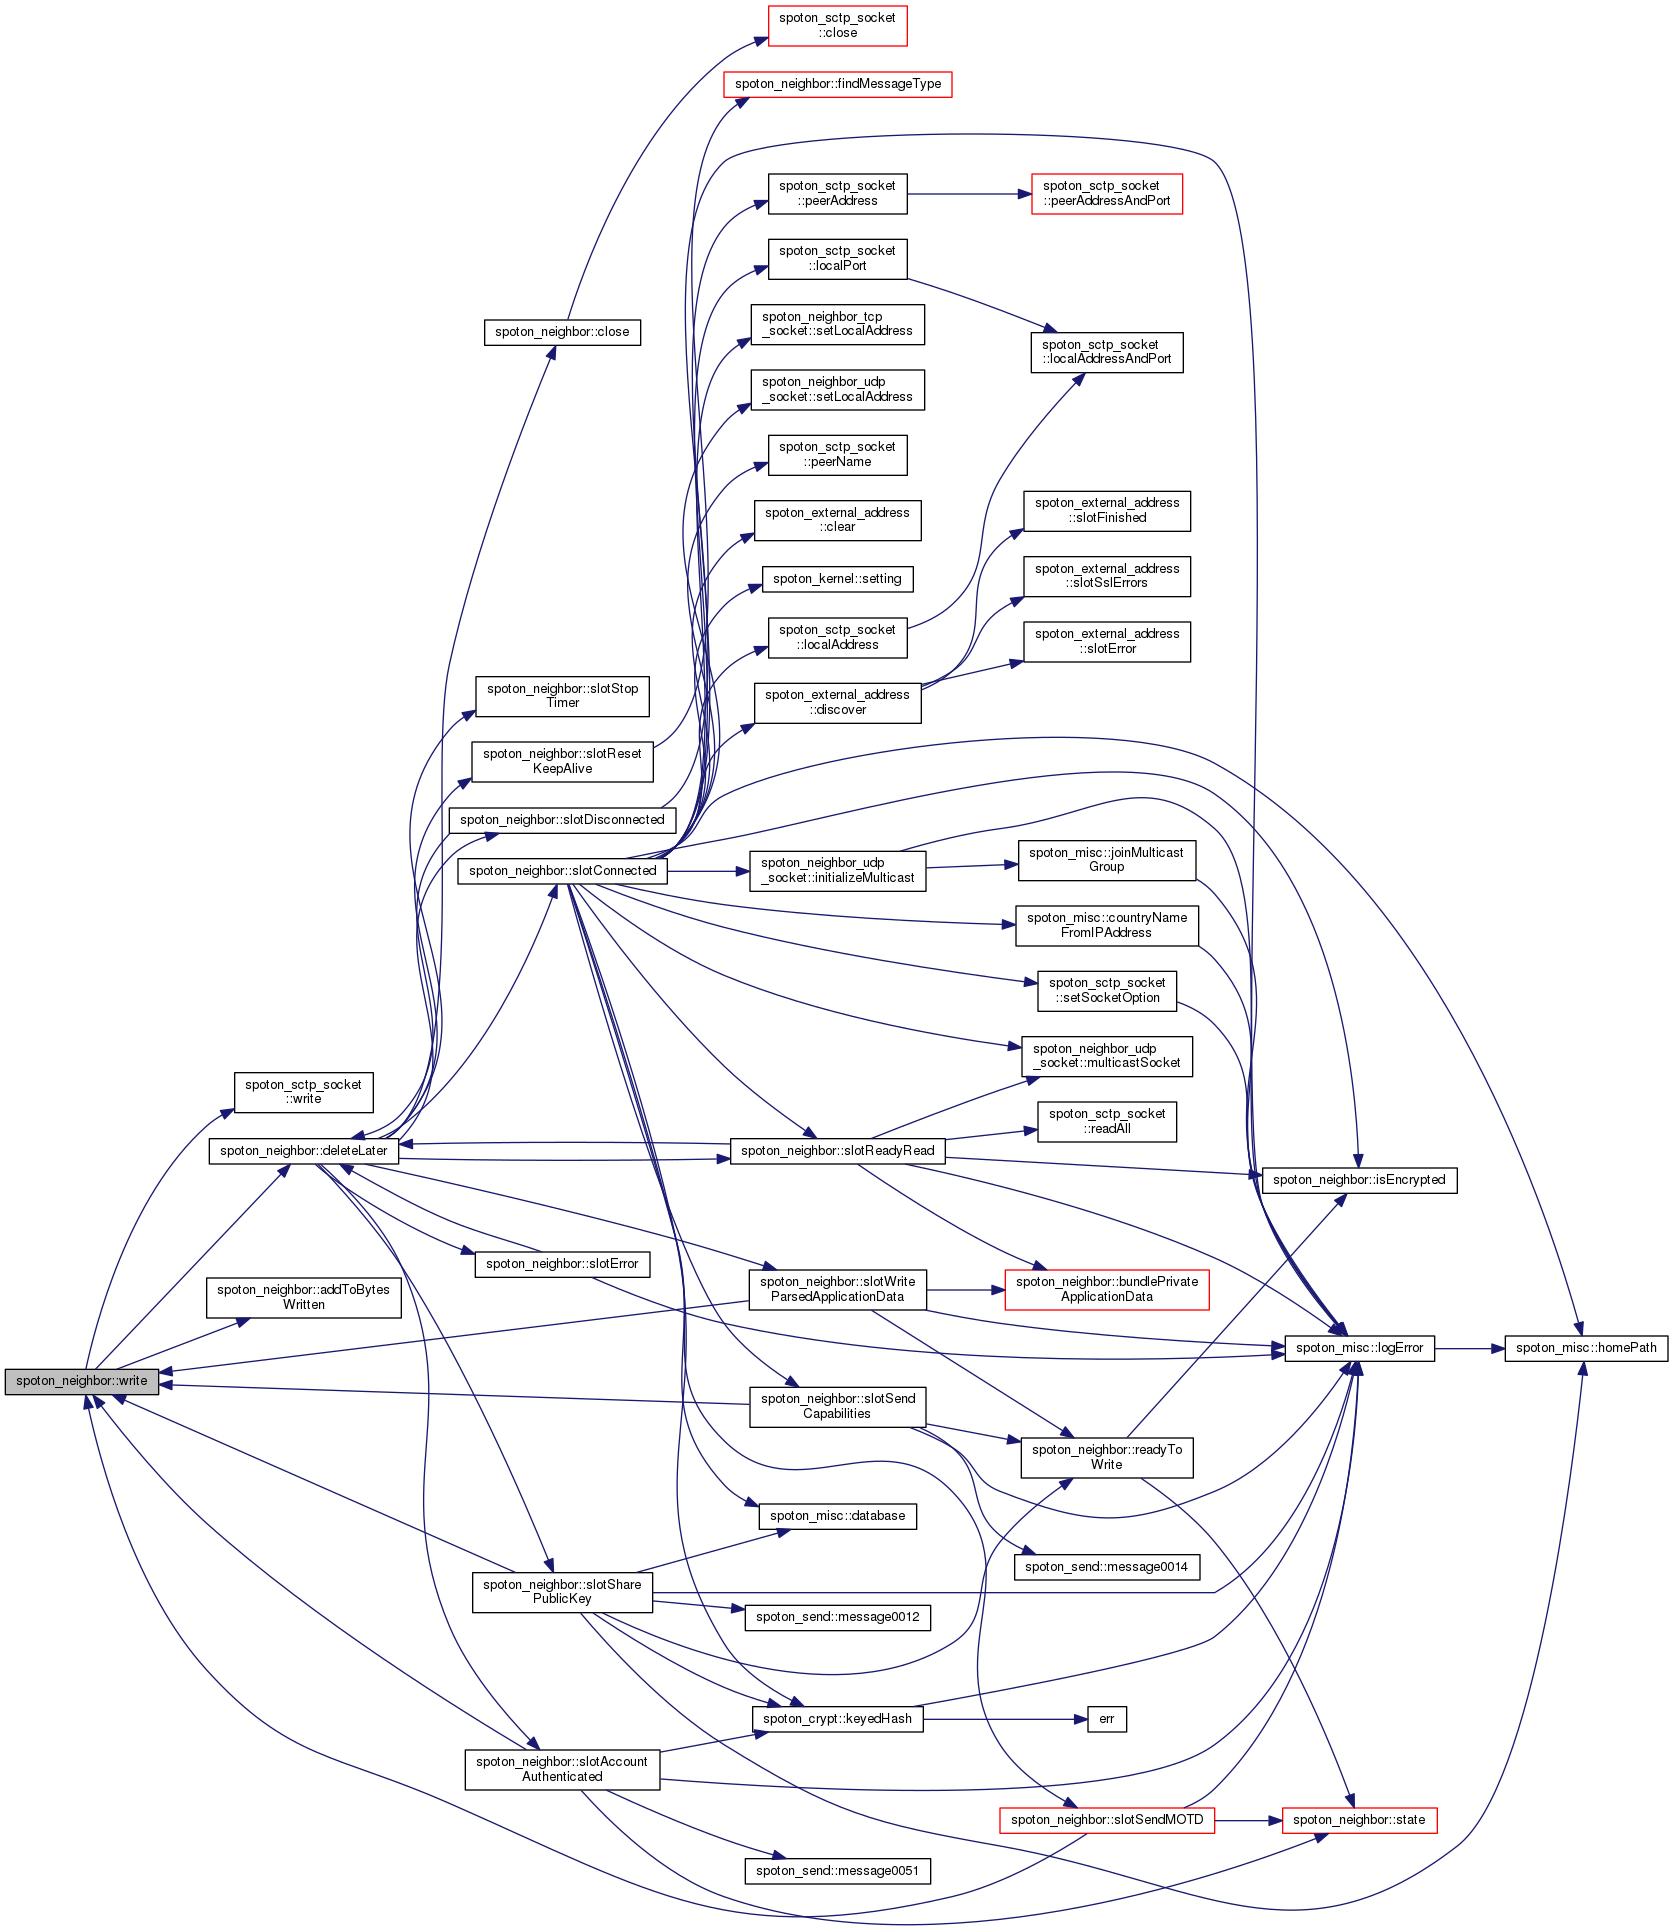 spoton_sctp_socket
::close
spoton_neighbor::findMessageType
spoton_sctp_socket
::peerAddress
spoton_sctp_socket
::peerAddressAndPort
spoton_sctp_socket
::localPort
spoton_neighbor_tcp
_socket::setLocalAddress
spoton_neighbor::close
spoton_sctp_socket
::localAddressAndPort
spoton_neighbor_udp
_socket::setLocalAddress
spoton_sctp_socket
::peerName
spoton_external_address
::clear
spoton_external_address
::slotFinished
spoton_kernel::setting
spoton_external_address
::slotSslErrors
spoton_sctp_socket
::localAddress
spoton_external_address
::slotError
spoton_neighbor::slotStop
Timer
spoton_external_address
::discover
spoton_neighbor::slotReset
KeepAlive
spoton_neighbor::slotDisconnected
spoton_neighbor::slotConnected
spoton_neighbor_udp
_socket::initializeMulticast
spoton_misc::joinMulticast
Group
spoton_misc::countryName
FromIPAddress
spoton_sctp_socket
::setSocketOption
spoton_neighbor_udp
_socket::multicastSocket
spoton_sctp_socket
::write
spoton_sctp_socket
::readAll
spoton_neighbor::deleteLater
spoton_neighbor::slotReadyRead
spoton_neighbor::isEncrypted
spoton_neighbor::slotError
spoton_neighbor::addToBytes
Written
spoton_neighbor::slotWrite
ParsedApplicationData
spoton_neighbor::bundlePrivate
ApplicationData
spoton_misc::logError
spoton_misc::homePath
spoton_neighbor::write
spoton_neighbor::slotSend
Capabilities
spoton_neighbor::readyTo
Write
spoton_misc::database
spoton_send::message0014
spoton_neighbor::slotShare
PublicKey
spoton_send::message0012
spoton_crypt::keyedHash
err
spoton_neighbor::slotAccount
Authenticated
spoton_neighbor::slotSendMOTD
spoton_neighbor::state
spoton_send::message0051